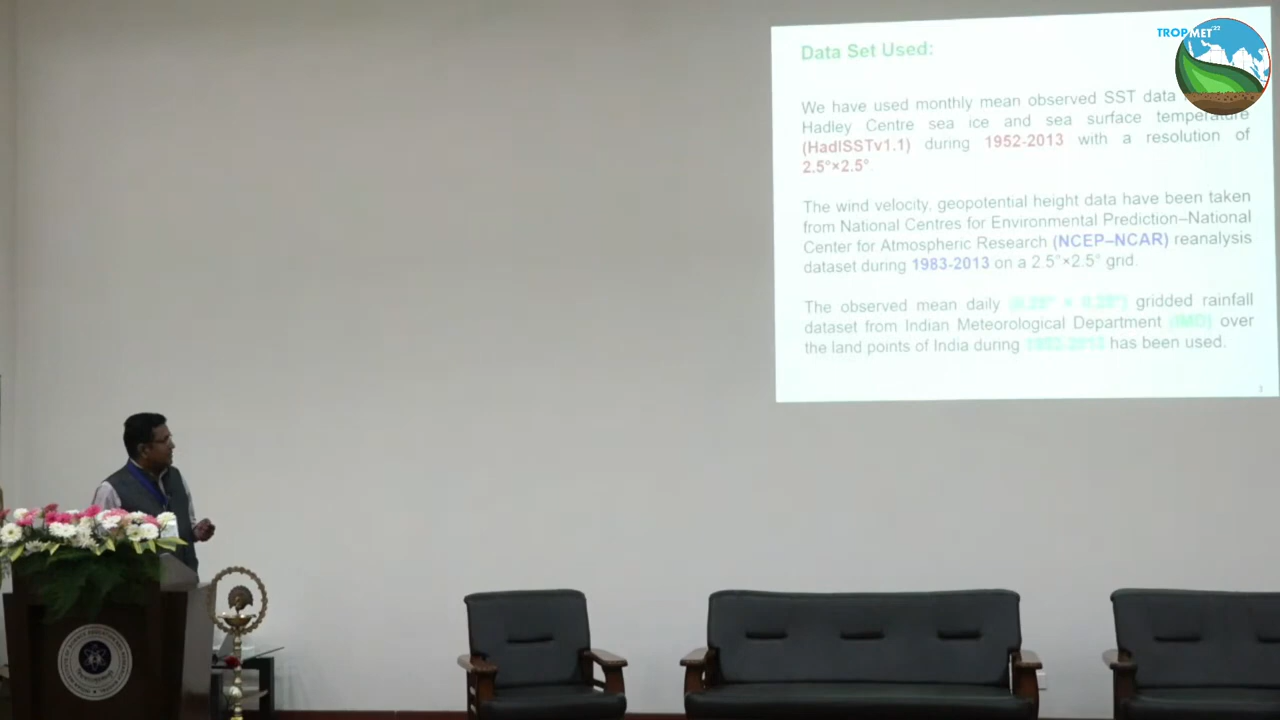 TROPMET'22
Data Set Used:
We have used monthly mean observed SST data
Hadley Centre sea ice and sea surface temperature
(HadISSTv1.1) during 1952-2013 with a resolution of
2.5°×2.5°.
The wind velocity, geopotential height data have been taken
from National Centres for Environmental Prediction–National
Center for Atmospheric Research (NCEP–NCAR) reanalysis
dataset during 1983-2013 on a 2.5°×2.5° grid.
The observed mean daily gridded rainfall
dataset from Indian Meteorological Department (IMD) over
the land points of India during has been used.
3